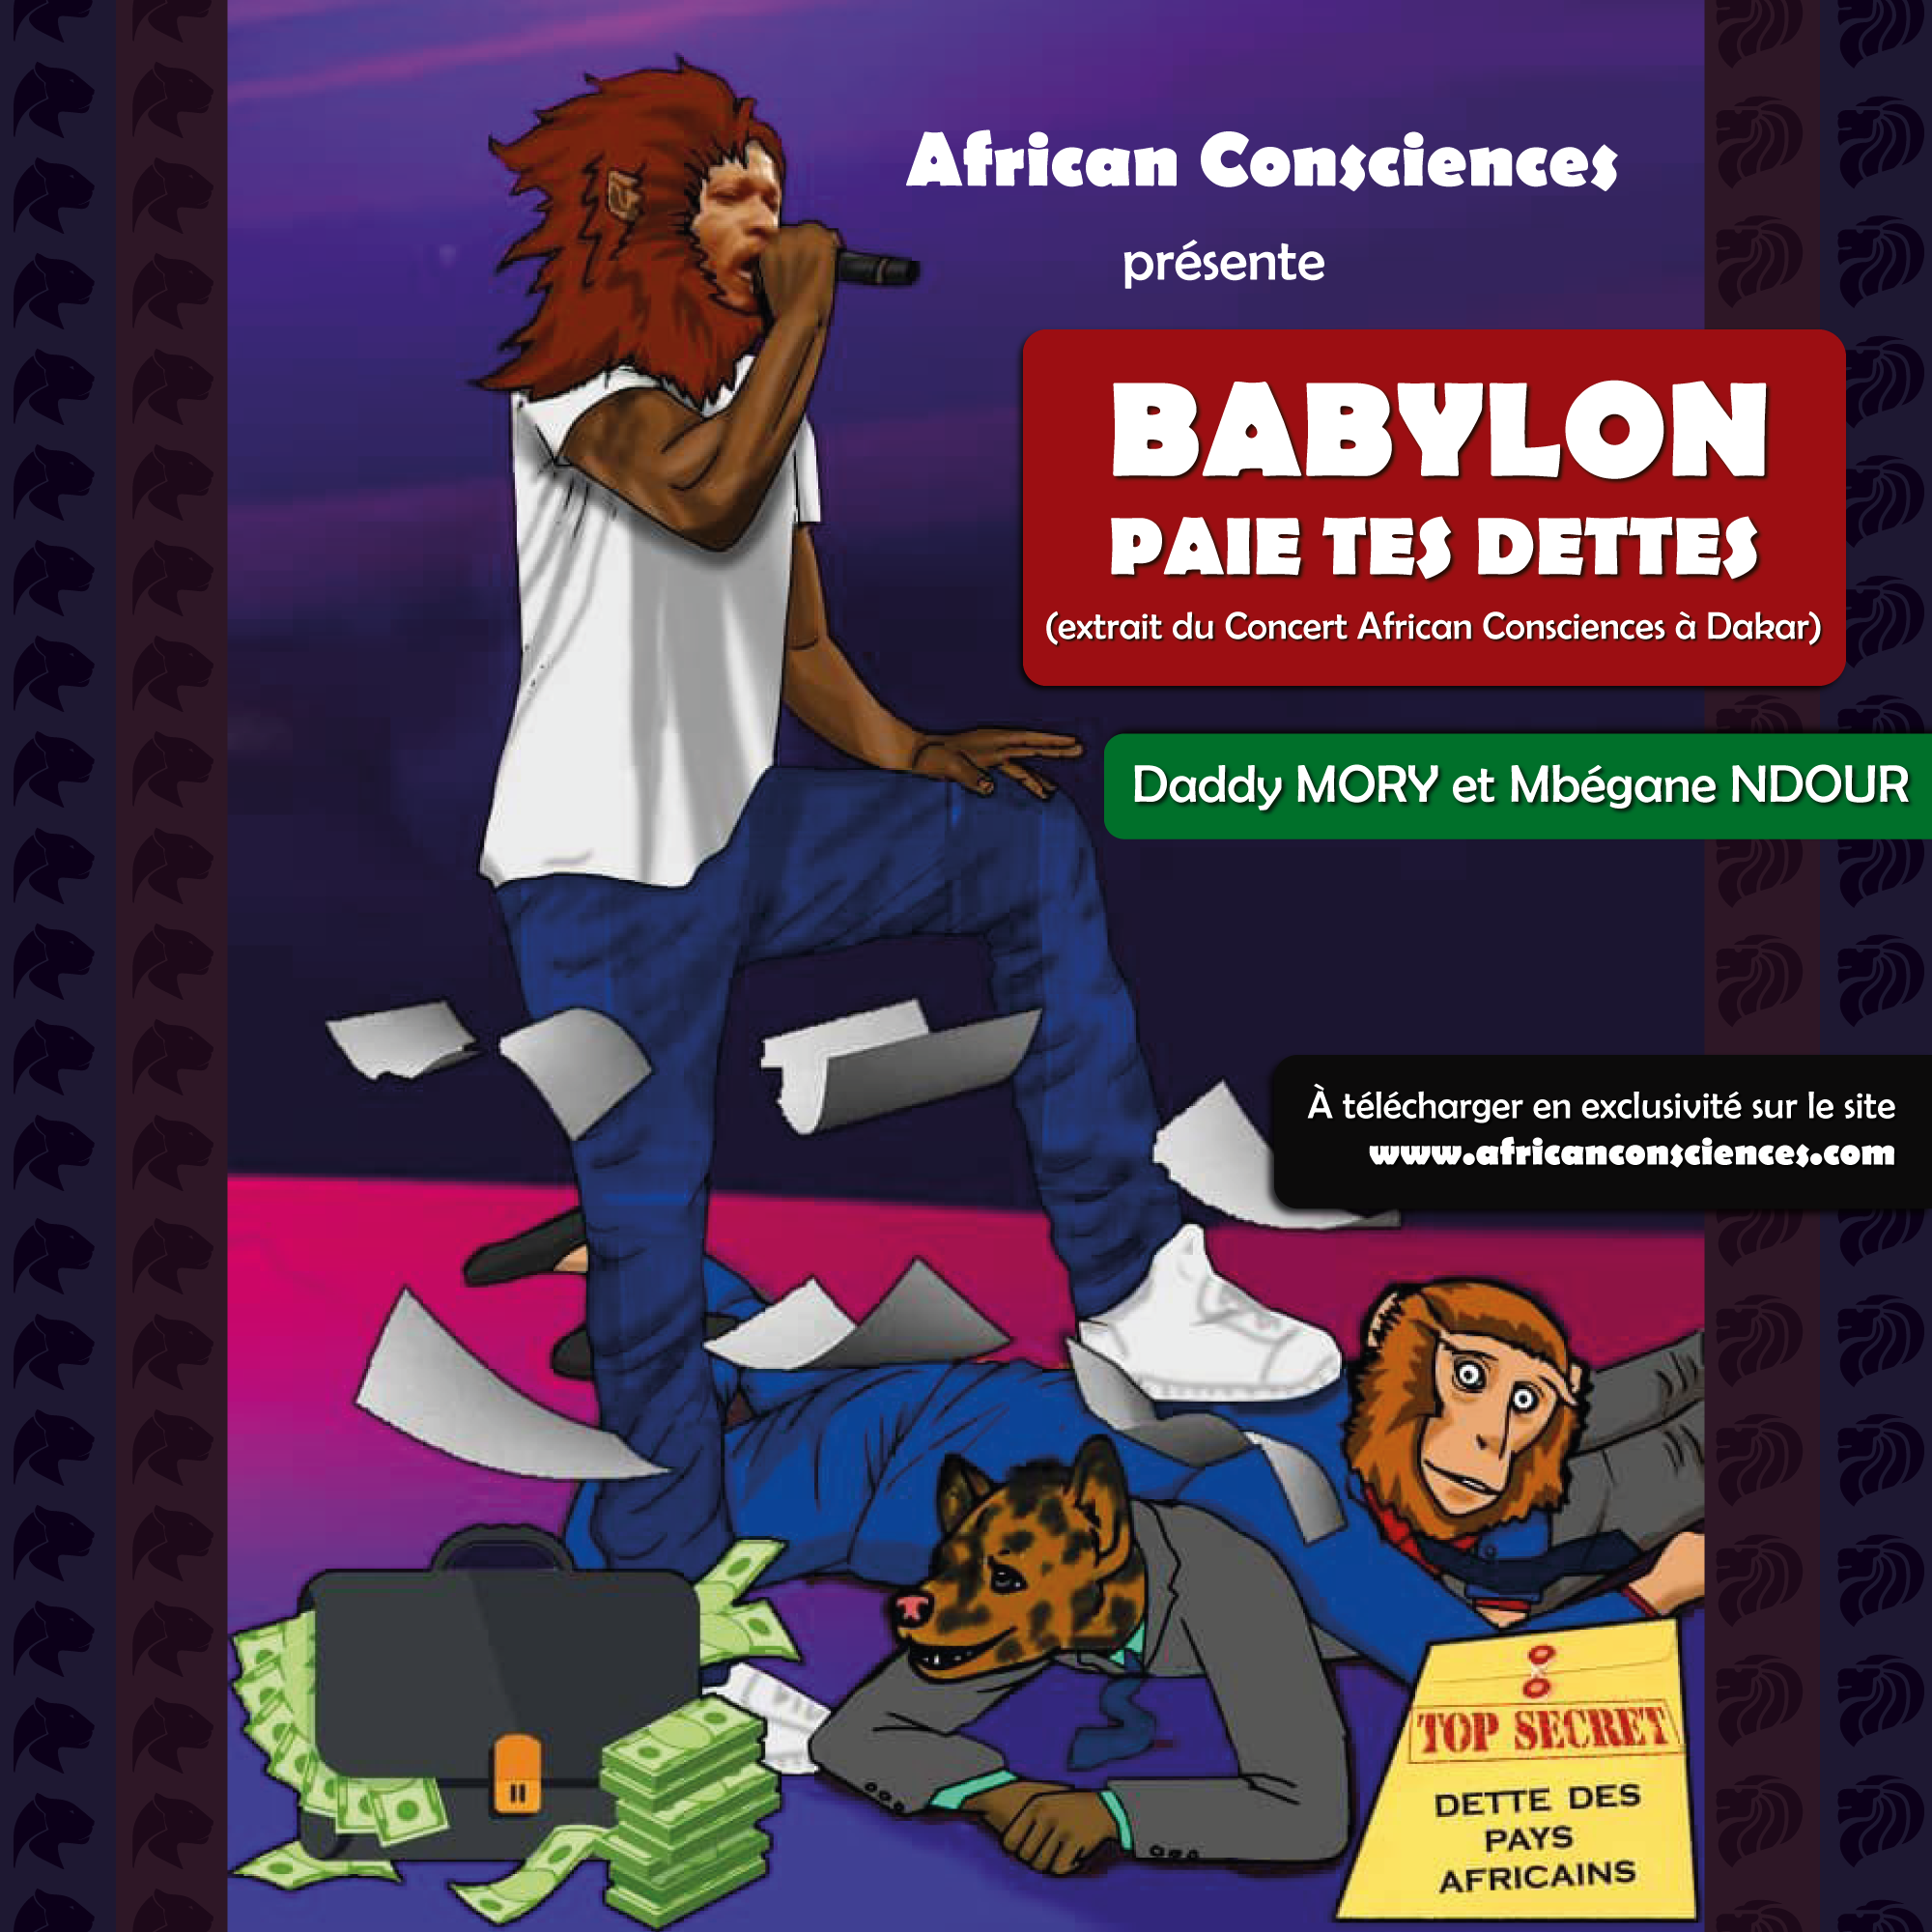 African Consciences
présente
BABYLON
PAIE TES DETTES
(extrait du Concert African Consciences à Dakar)
Daddy MORY et Mbégane NDOUR
À télécharger en exclusivité sur le site
www.africanconsciences.com
TOP SECRET
DETTE DES
PAYS
AFRICAINS